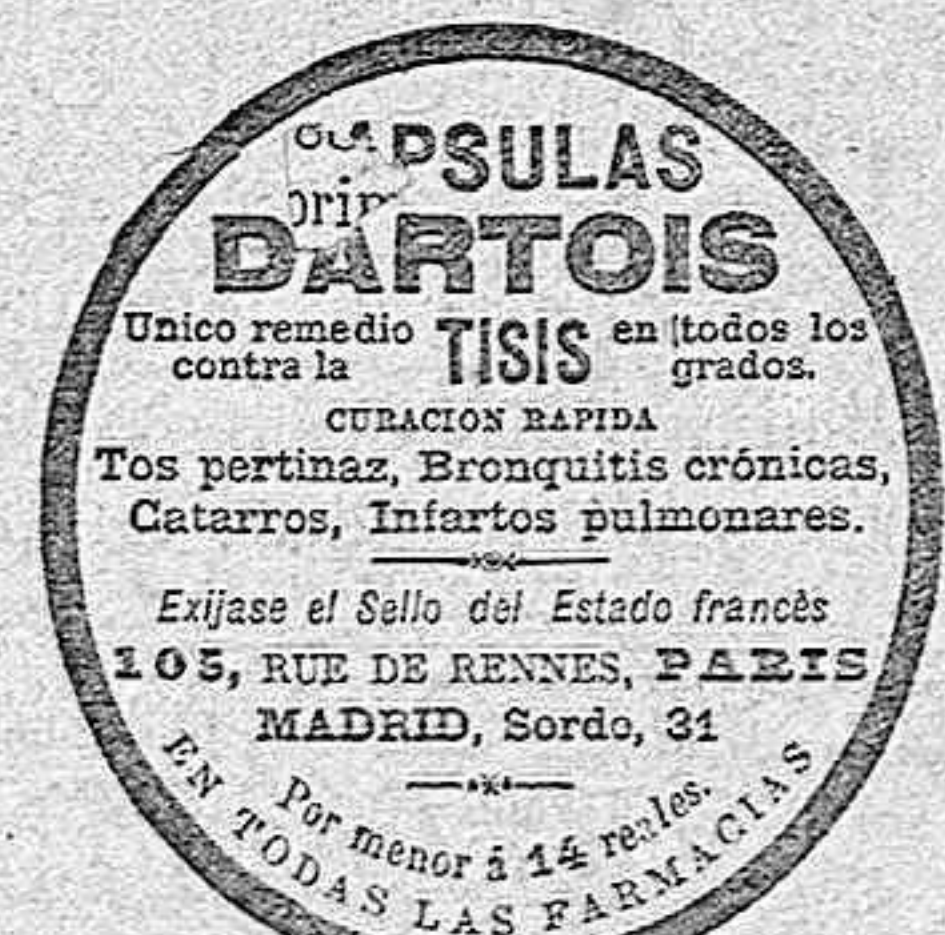 PSULAS
DARTOIS
Unico remedio contra la TISIS en todos los grados.
CURACION RAPIDA
Tos pertinaz, Bronquitis crónicas,
Catarros, Infartos pulmonares.
Exijase el Sello del Estado francès
105, RUE DE RENNES, PARIS
MADRID, Sordo, 31
Por menor á 14 reales.
EN TODAS LAS FARMACIAS